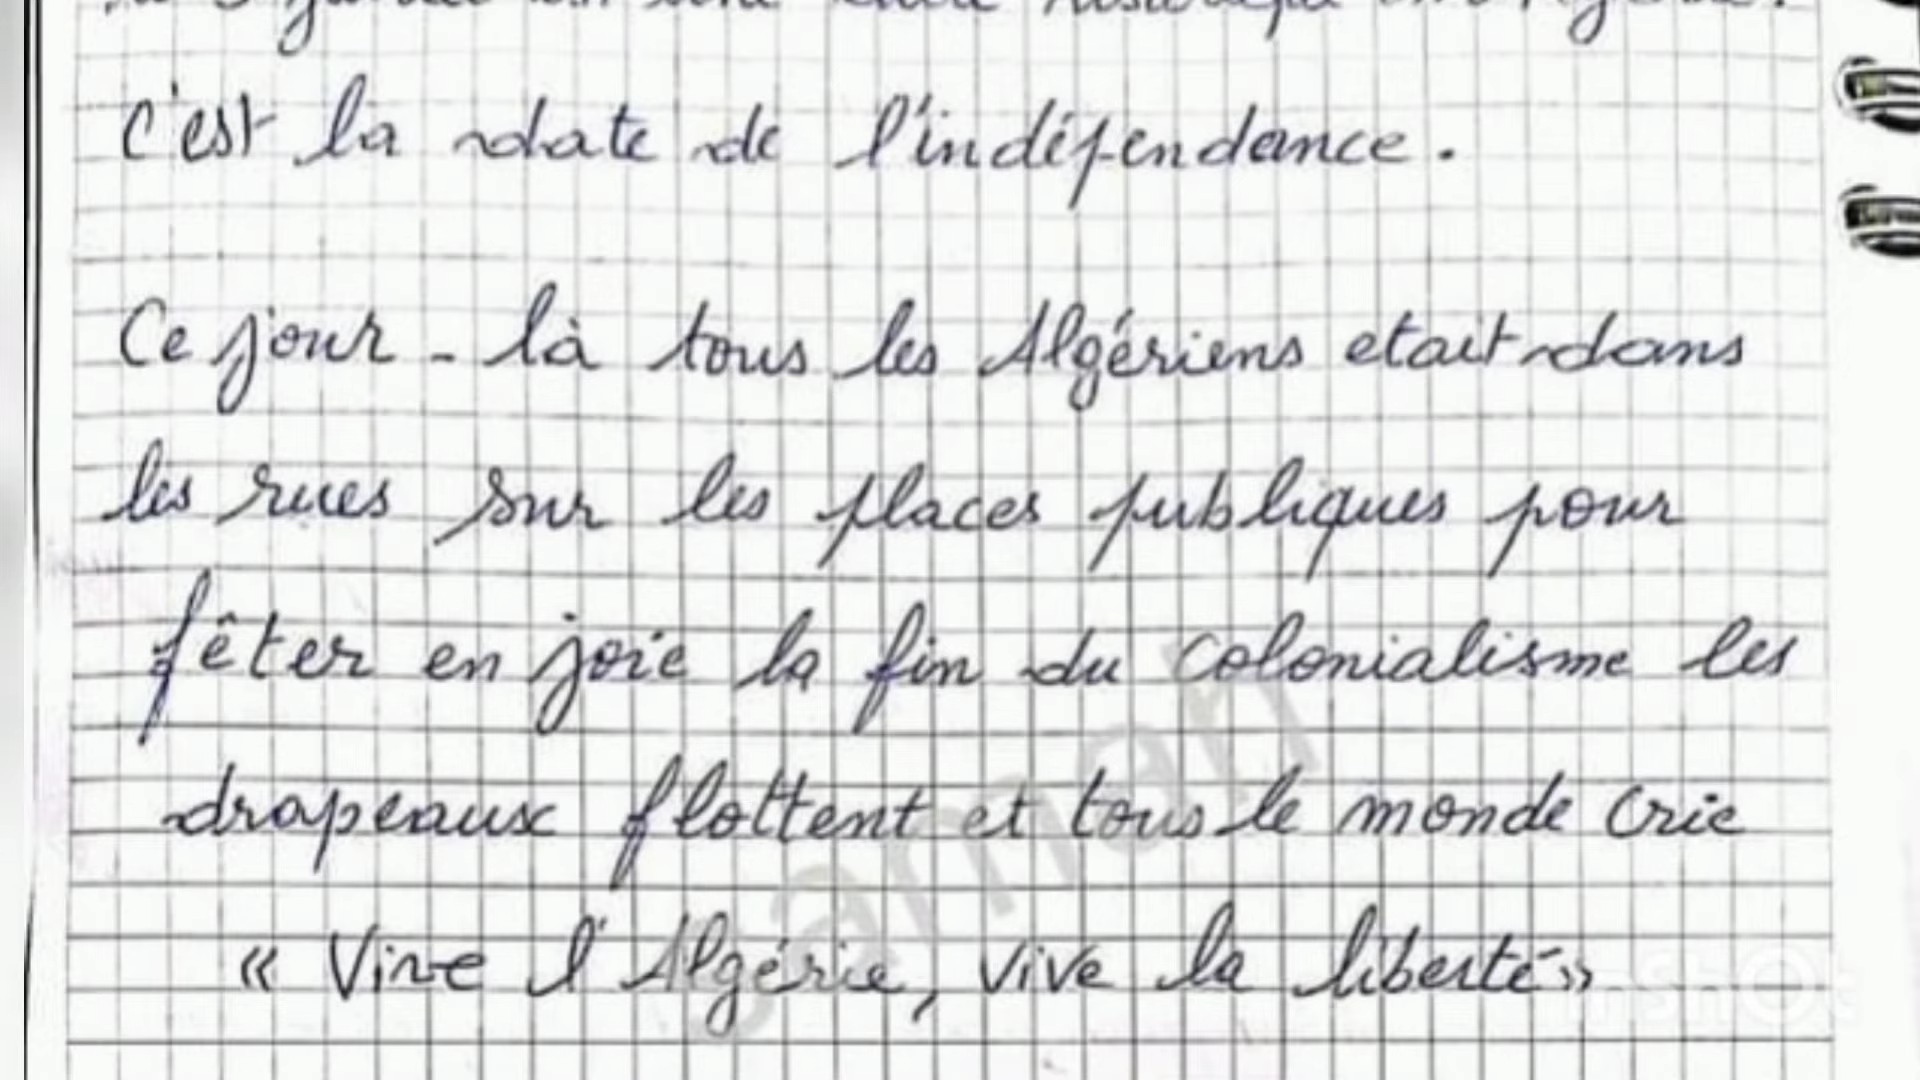 c'est la date de l'indépendance.
Ce jour-là tous les Algériens etait dans
les rues sur les places publiques pour
fêter en joie la fin du colonialisme les
drapeaux flottent et tous le monde crie
« Vive l'Algérie, vive la liberté»
InShOt